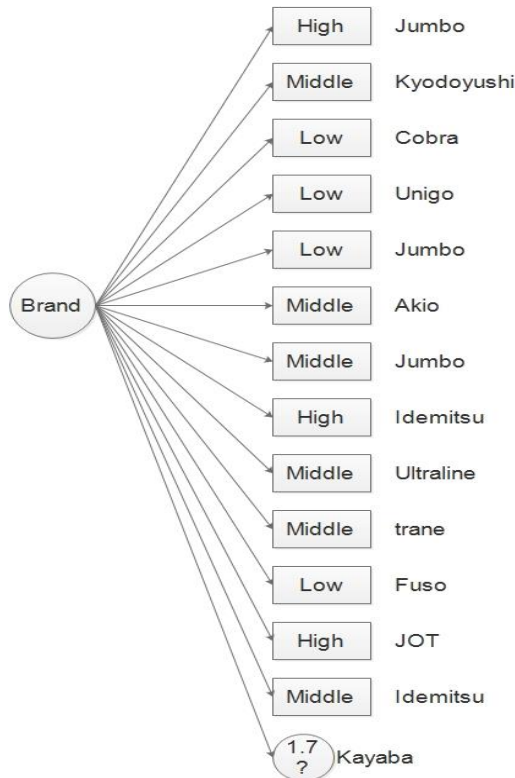 High Jumbo
Middle Kyodoyushi
Low Cobra
Low Unigo
Low Jumbo
Brand Middle Akio
Middle Jumbo
High Idemitsu
Middle Ultraline
Middle trane
Low Fuso
High JOT
Middle Idemitsu
1.7
? Kayaba